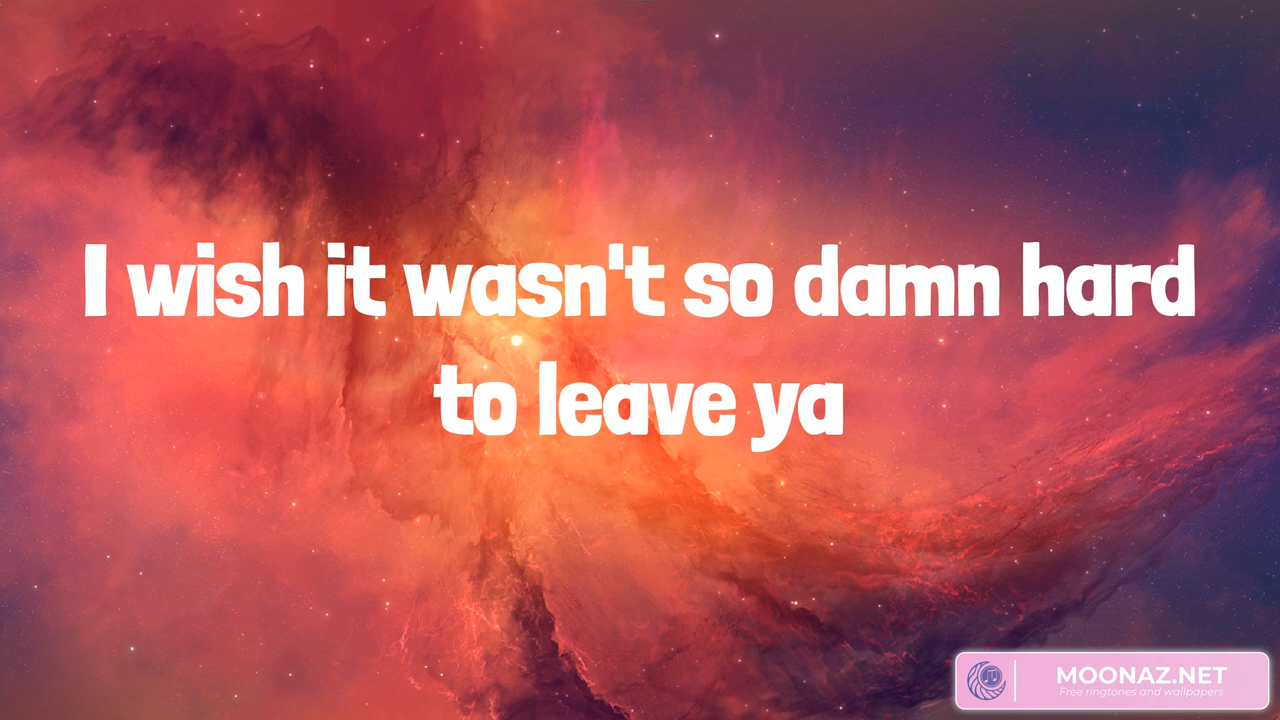 I wish it wasn't so damn hard
to leave ya
MOONAZ.NET
Free ringtones and wallpapers